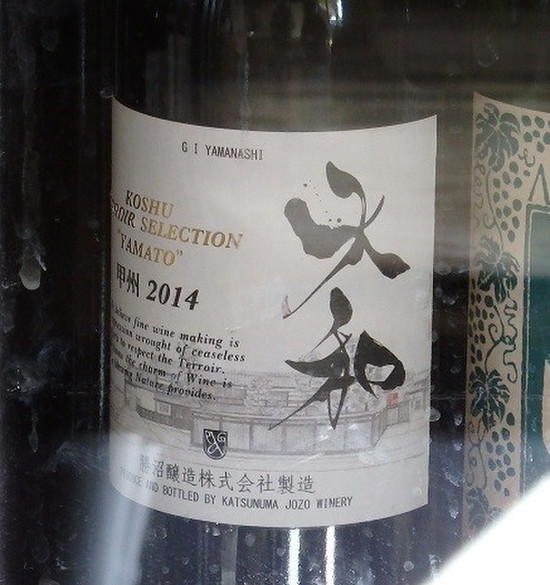 G I YAMANASHI
KOSHU
SELECTION
"YAMATO"
甲州 2014
大和
fine wine making is
wrought of ceaseless
to respect the Terroir.
the charm of Wine is
Nature provides.
勝沼醸造株式会社製造
AND BOTTLED BY KATSUNUMA JOZO WINERY